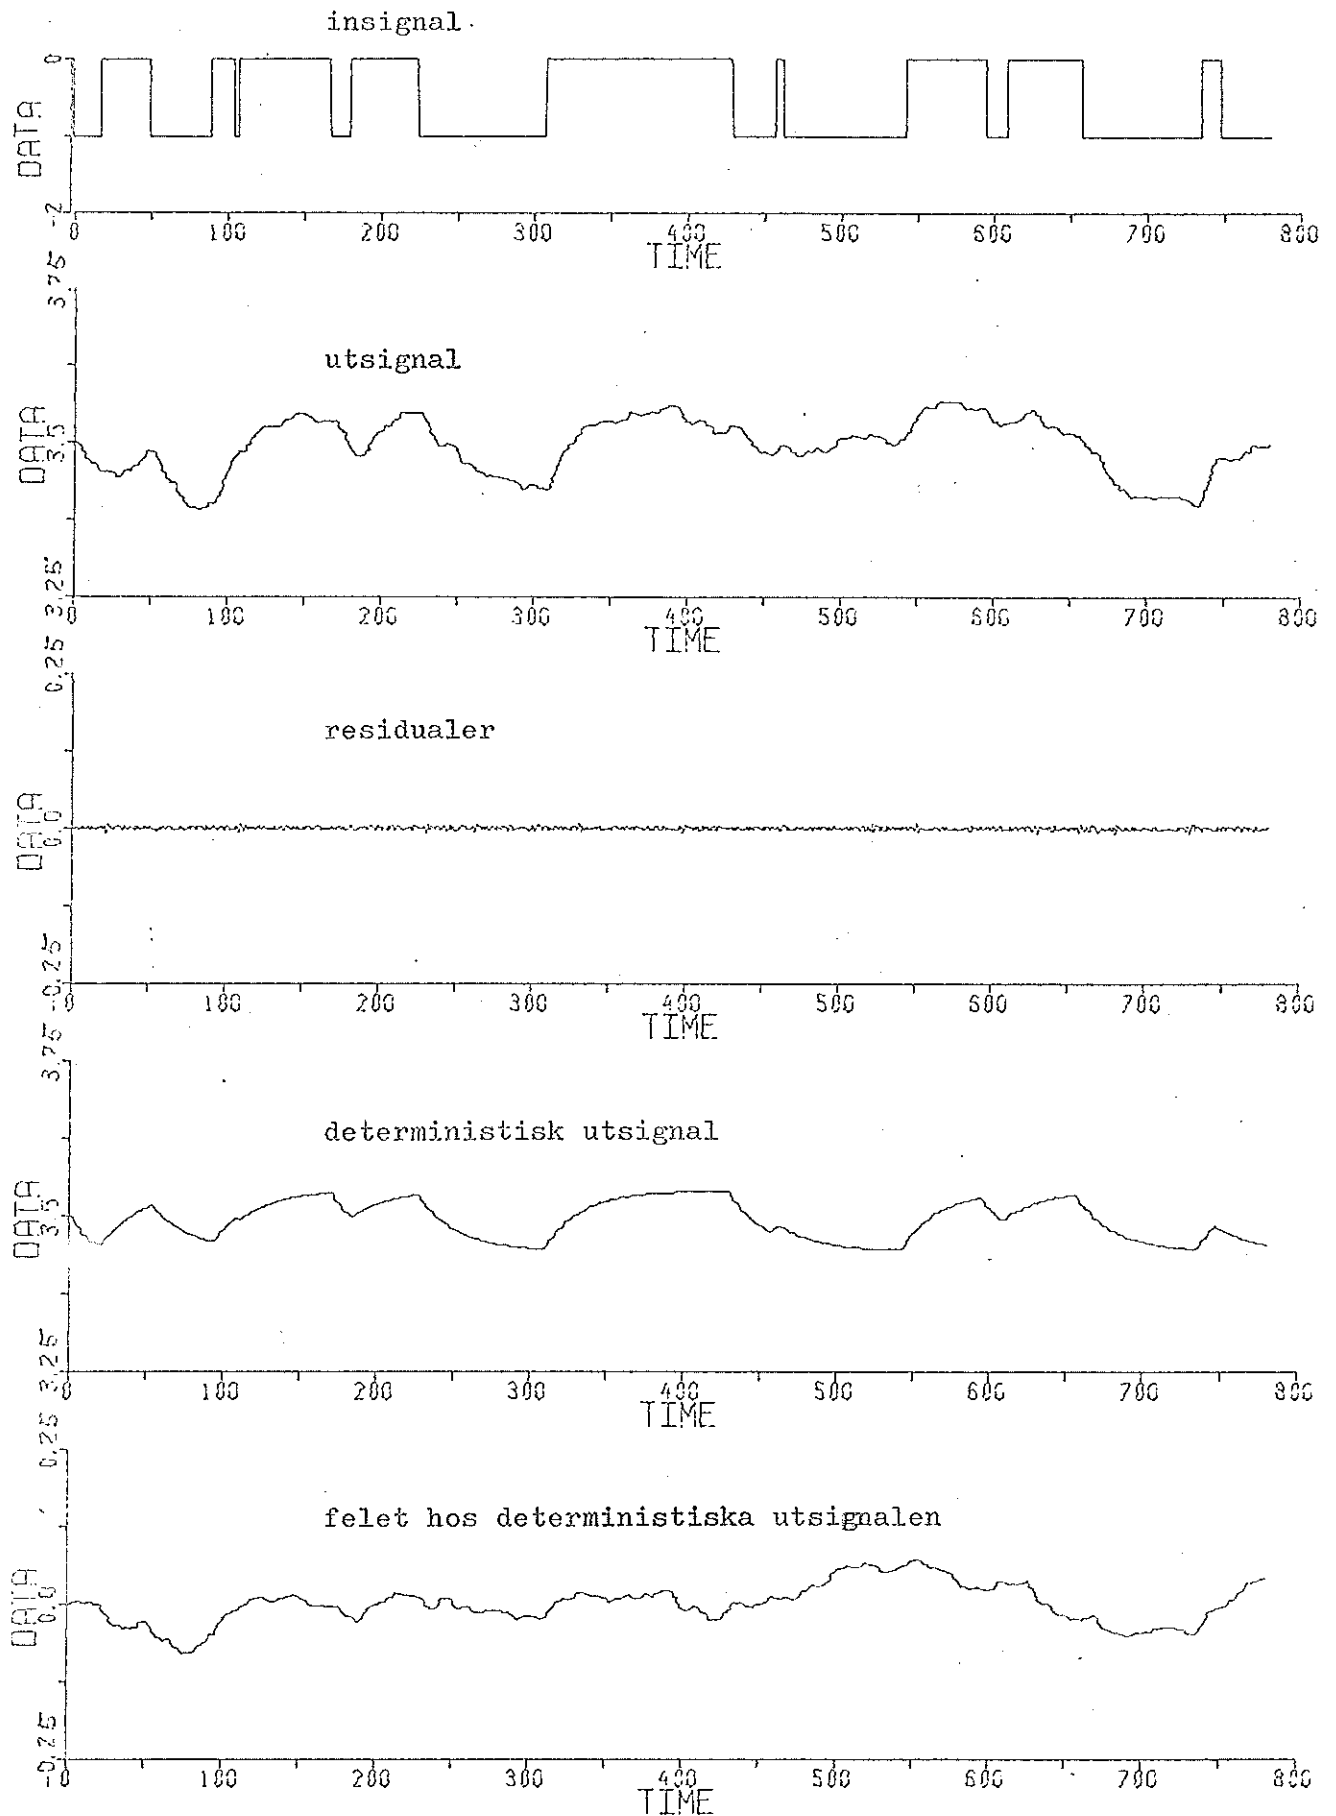 insignal
0
DATA
-2
0 100 200 300 400 500 600 700 800
TIME
3.75
utsignal
DATA
3.5
3.25
0 100 200 300 400 500 600 700 800
TIME
0.25
residualer
DATA
0.0
-0.25
0 100 200 300 400 500 600 700 800
TIME
3.75
deterministisk utsignal
DATA
3.5
3.25
0 100 200 300 400 500 600 700 800
TIME
0.25
felet hos deterministiska utsignalen
DATA
0.0
-0.25
0 100 200 300 400 500 600 700 800
TIME